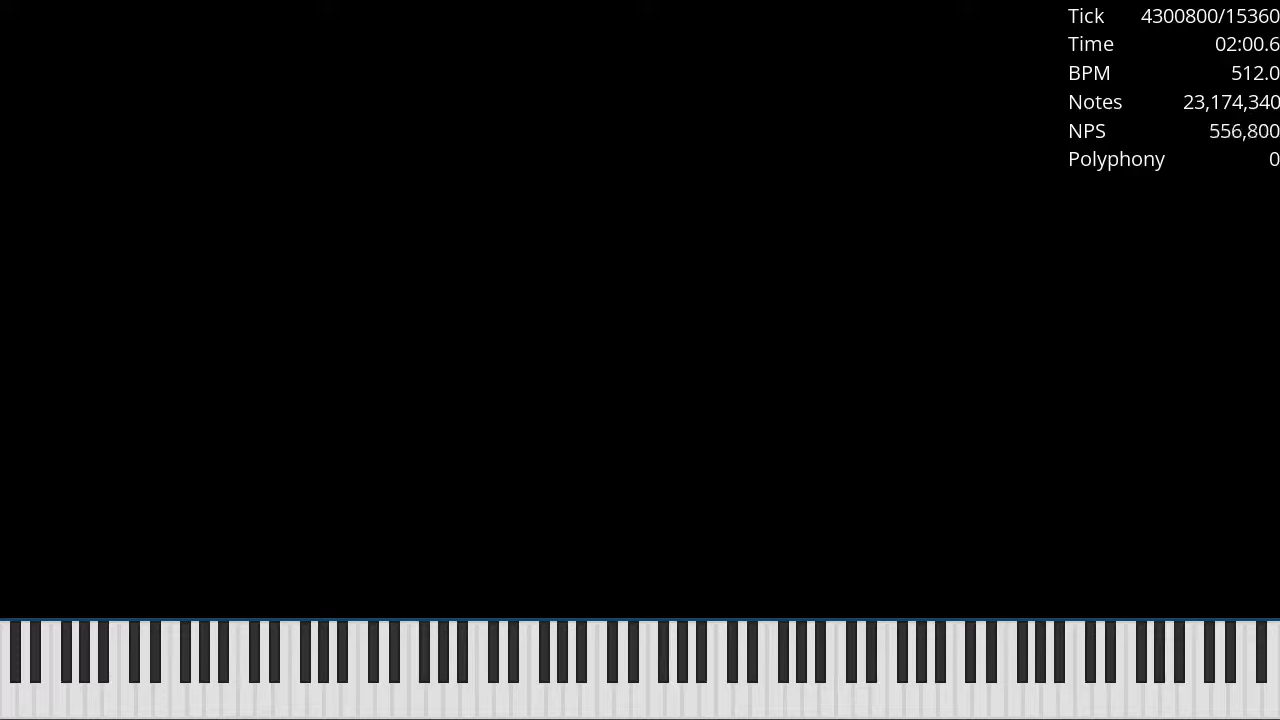 Tick 4300800/15360
Time 02:00.6
BPM 512.0
Notes 23,174,340
NPS 556,800
Polyphony 0